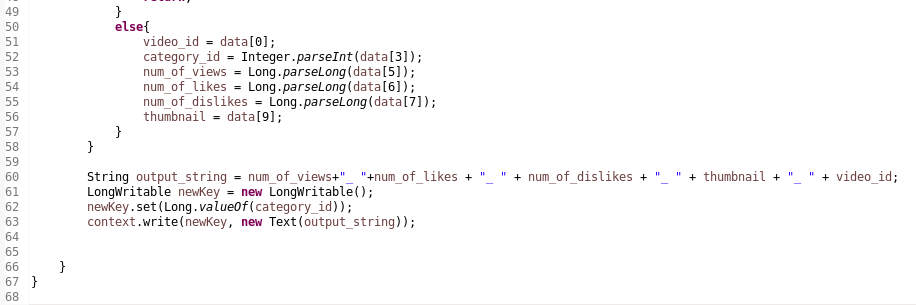 49 }
50 else{
51 video_id = data[0];
52 category_id = Integer.parseInt(data[3]);
53 num_of_views = Long.parseLong(data[5]);
54 num_of_likes = Long.parseLong(data[6]);
55 num_of_dislikes = Long.parseLong(data[7]);
56 thumbnail = data[9];
57 }
58 }
59
60 String output_string = num_of_views+"_ "+num_of_likes + "_ " + num_of_dislikes + "_ " + thumbnail + "_ " + video_id;
61 LongWritable newKey = new LongWritable();
62 newKey.set(Long.valueOf(category_id));
63 context.write(newKey, new Text(output_string));
64
65
66 }
67 }
68